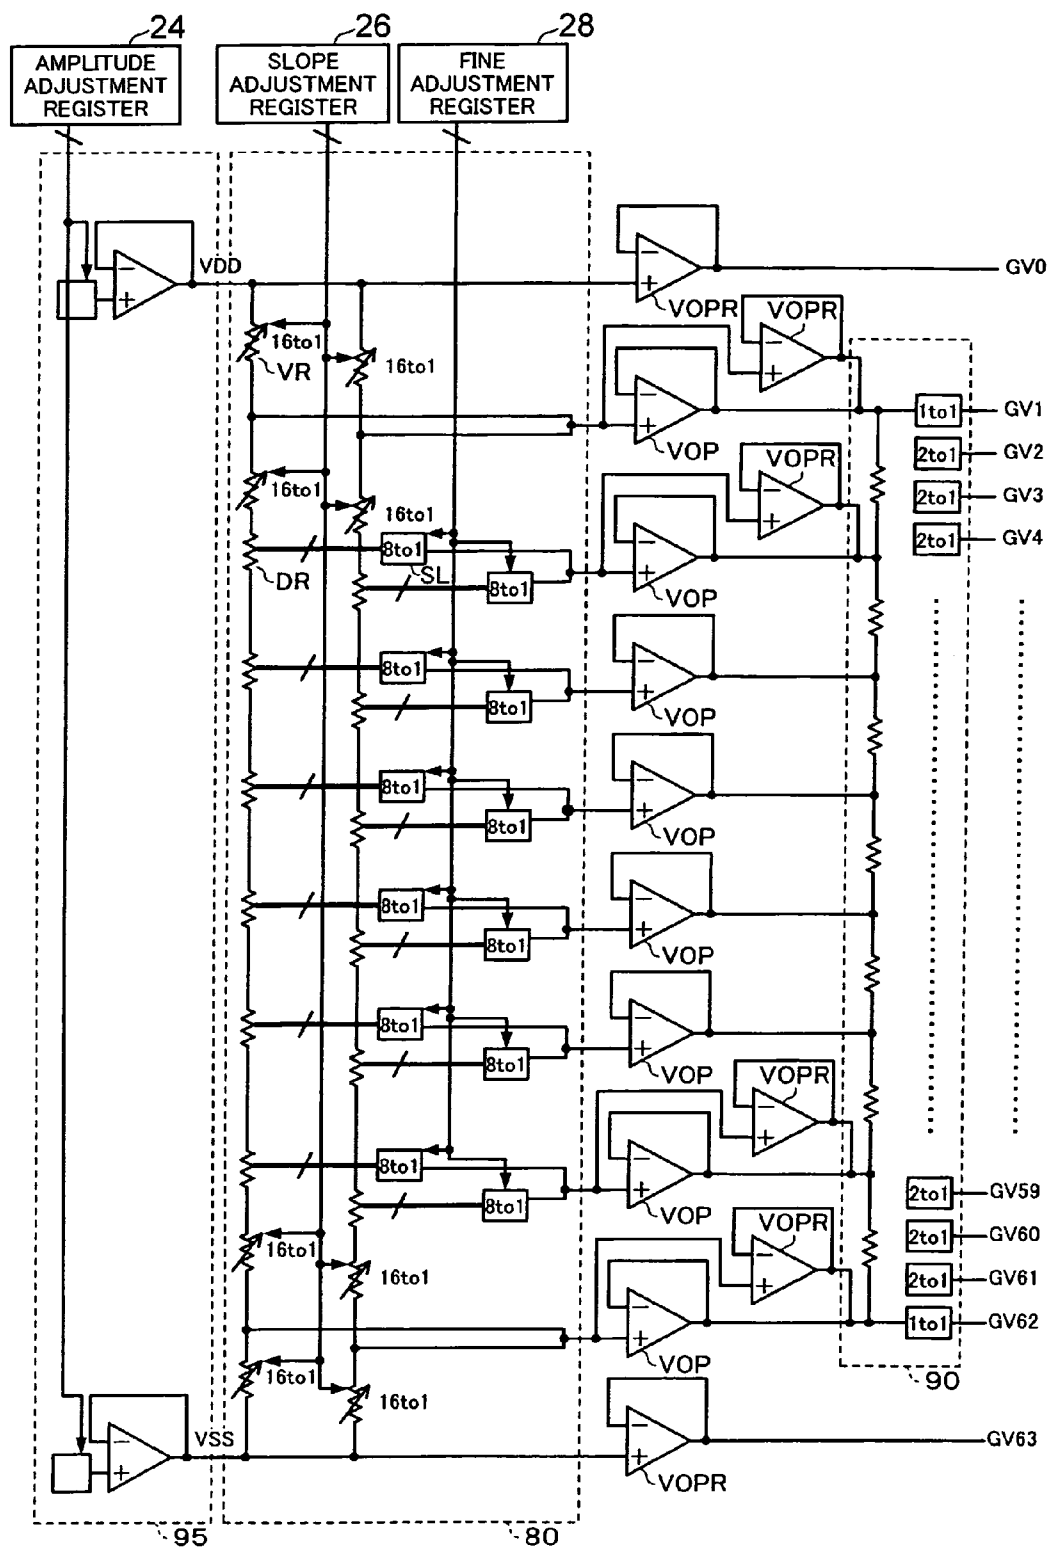 24
26
28
AMPLITUDE
ADJUSTMENT
REGISTER
SLOPE
ADJUSTMENT
REGISTER
FINE
ADJUSTMENT
REGISTER
VDD
−
+
−
+
GV0
VOPR
16to1
VR
16to1
−
+
VOPR
−
+
VOP
1to1
GV1
2to1
GV2
16to1
16to1
−
+
VOPR
2to1
GV3
8to1
SL
DR
8to1
−
+
VOP
2to1
GV4
8to1
8to1
−
+
VOP
8to1
8to1
−
+
VOP
8to1
8to1
−
+
VOP
8to1
8to1
−
+
VOP
−
+
VOPR
8to1
8to1
−
+
VOP
2to1
GV59
16to1
16to1
−
+
VOPR
2to1
GV60
2to1
GV61
−
+
VOP
1to1
GV62
16to1
16to1
90
VSS
−
+
−
+
VOPR
GV63
95
80